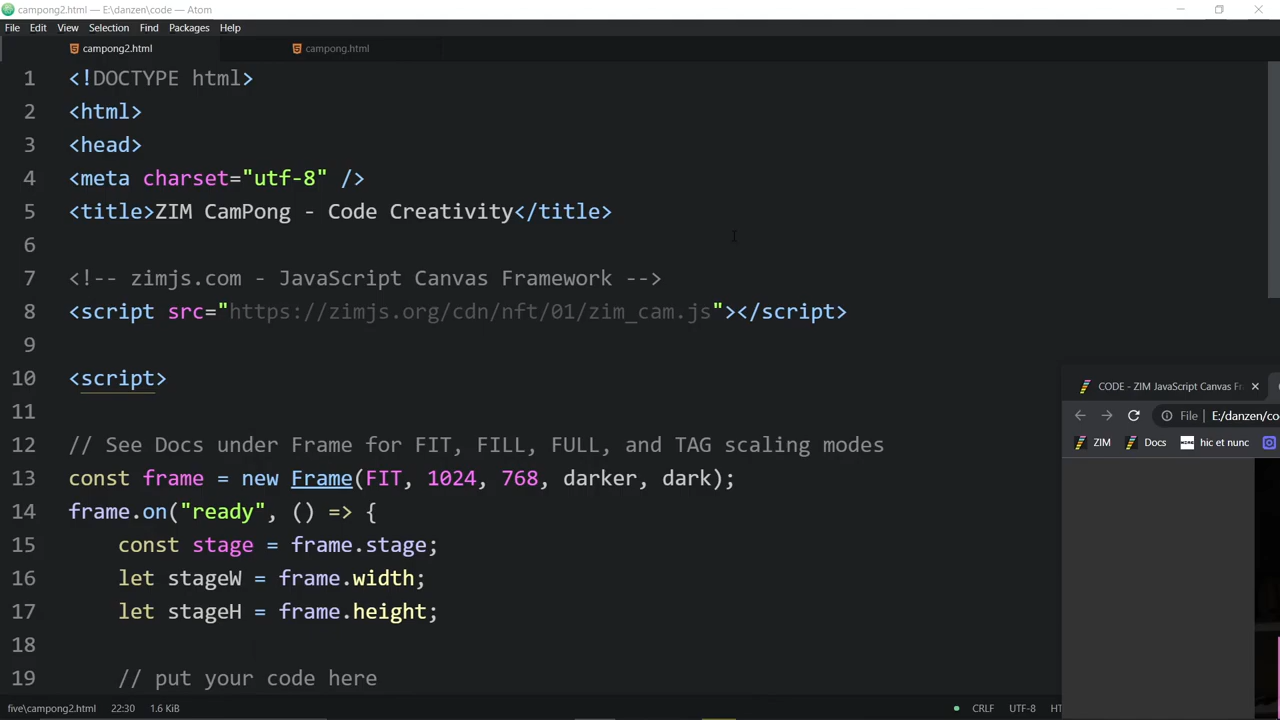 campong2.html — E:\danzen\code — Atom
File Edit View Selection Find Packages Help
campong2.html campong.html
1 <!DOCTYPE html>
2 <html>
3 <head>
4 <meta charset="utf-8" />
5 <title>ZIM CamPong - Code Creativity</title>
6
7 <!-- zimjs.com - JavaScript Canvas Framework -->
8 <script src="https://zimjs.org/cdn/nft/01/zim_cam.js"></script>
9
10 <script>
11
12 // See Docs under Frame for FIT, FILL, FULL, and TAG scaling modes
13 const frame = new Frame(FIT, 1024, 768, darker, dark);
14 frame.on("ready", () => {
15 const stage = frame.stage;
16 let stageW = frame.width;
17 let stageH = frame.height;
18
19 // put your code here
CODE - ZIM JavaScript Canvas Fr
File | E:/danzen/co
ZIM Docs hic et nunc
five\campong2.html 22:30 1.6 KiB CRLF UTF-8 HT